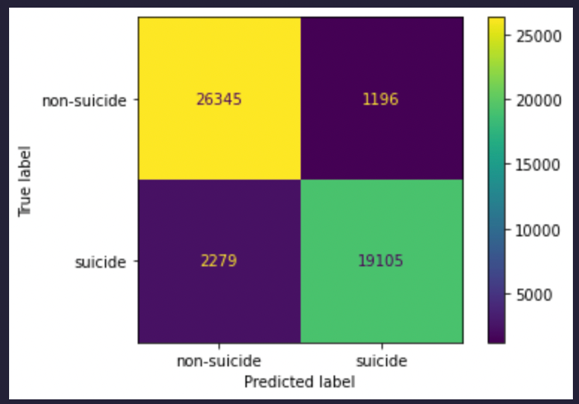 non-suicide
26345
1196
suicide
2279
19105
True label
non-suicide
suicide
Predicted label
25000
20000
15000
10000
5000